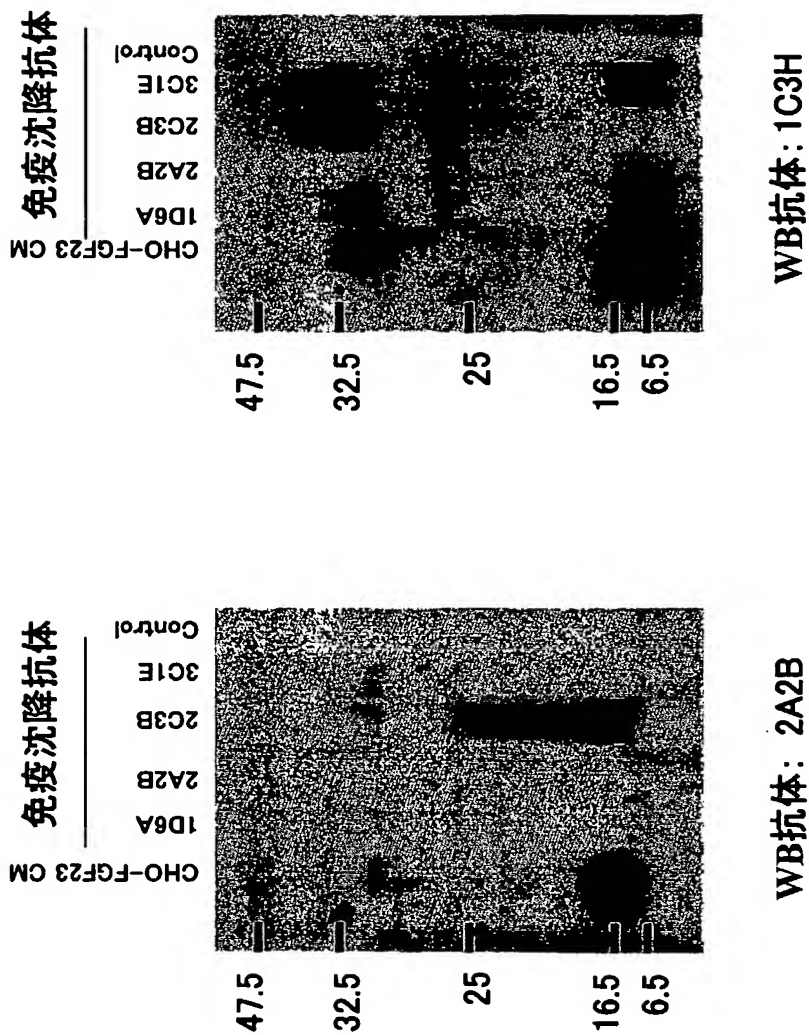 免疫沈降抗体
CHO-FGF23 CM
1D6A
2A2B
2C3B
3C1E
Control
47.5
32.5
25
16.5
6.5
WB抗体: 1C3H
免疫沈降抗体
CHO-FGF23 CM
1D6A
2A2B
2C3B
3C1E
Control
47.5
32.5
25
16.5
6.5
WB抗体: 2A2B